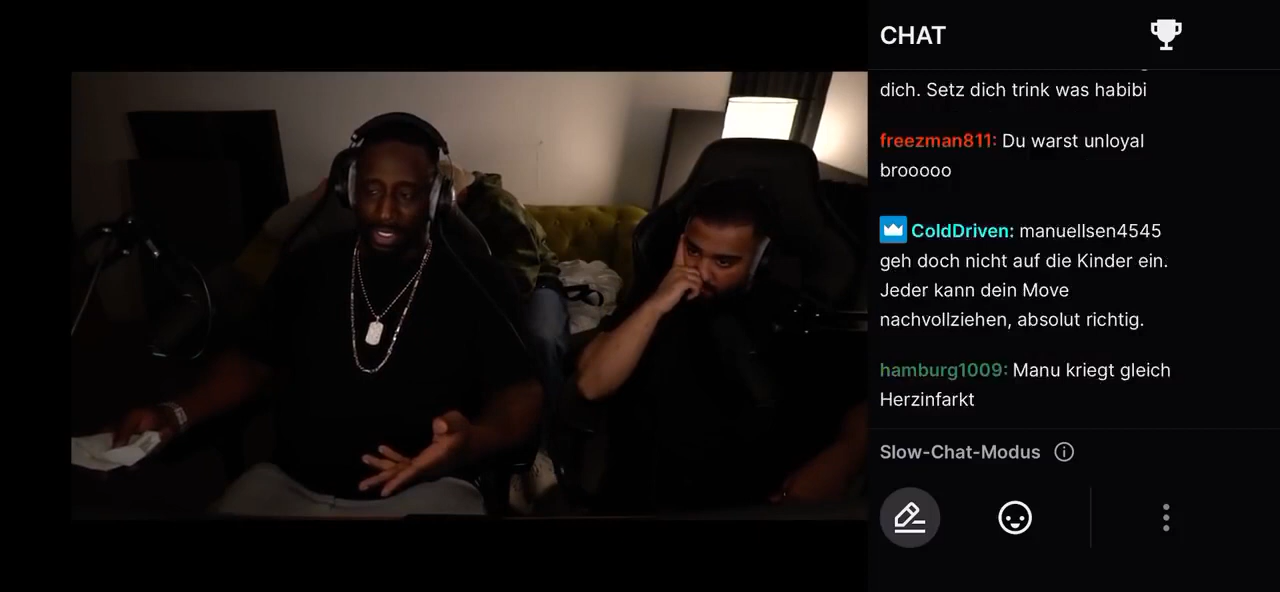 CHAT
dich. Setz dich trink was habibi
freezman811: Du warst unloyal
brooooo
ColdDriven: manuellsen4545
geh doch nicht auf die Kinder ein.
Jeder kann dein Move
nachvollziehen, absolut richtig.
hamburg1009: Manu kriegt gleich
Herzinfarkt
Slow-Chat-Modus